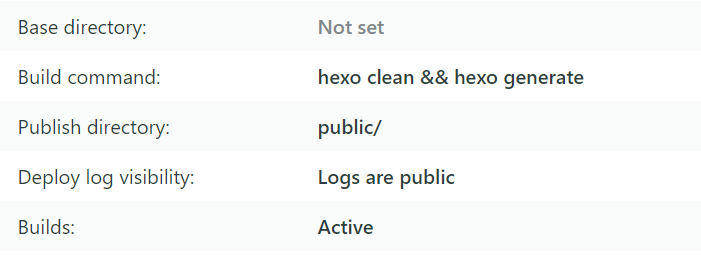 Base directory: Not set
Build command: hexo clean && hexo generate
Publish directory: public/
Deploy log visibility: Logs are public
Builds: Active